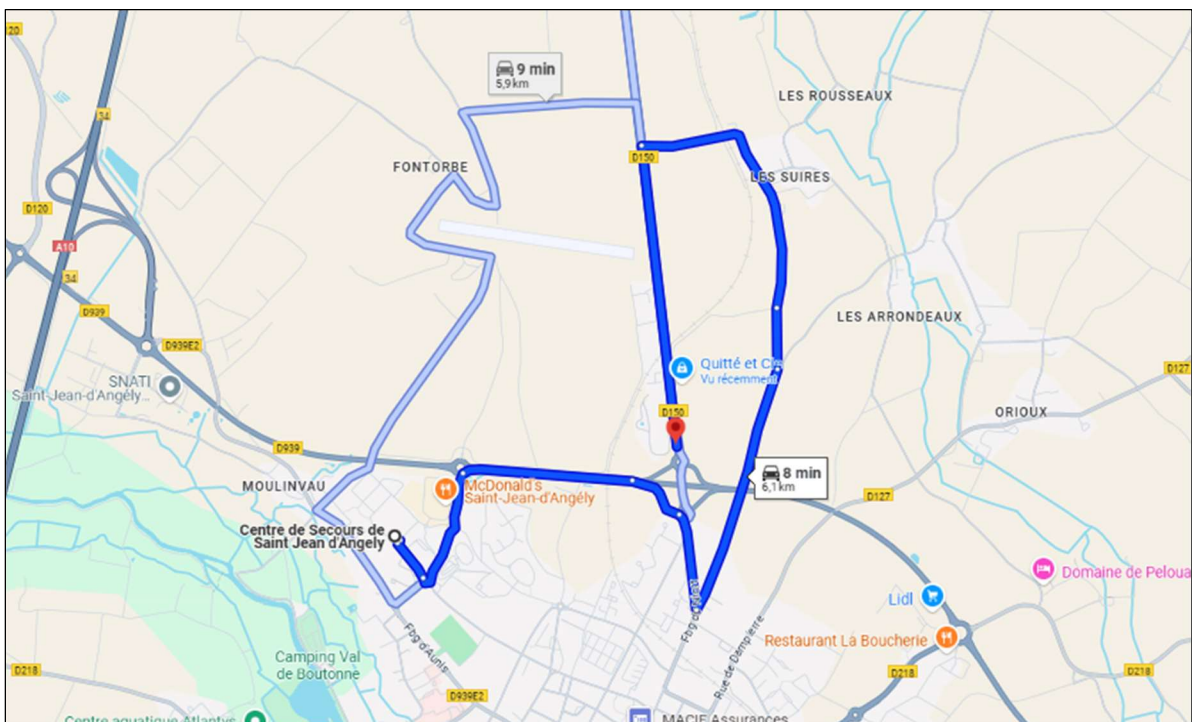 20
9 min
5,9 km
34
LES ROUSSEAUX
D150
FONTORBE
LES SUIRES
D120
A10
34
D939
LES ARRONDEAUX
D939E2
Quitté et Cie
Vu récemment
D127
SNATI
Saint-Jean-d'Angély...
D150
ORIOUX
D939
8 min
6,1 km
MOULINVAU
McDonald's
Saint-Jean-d'Angély
D127
Centre de Secours de
Saint Jean d'Angely
Domaine de Peloua
Lidl
Fbg d'Aunis
Restaurant La Boucherie
Rue de Dampierre
Camping Val
de Boutonne
D218
D218
D218
D939E2
Centre aquatique Atlantys
MACIF Assurances